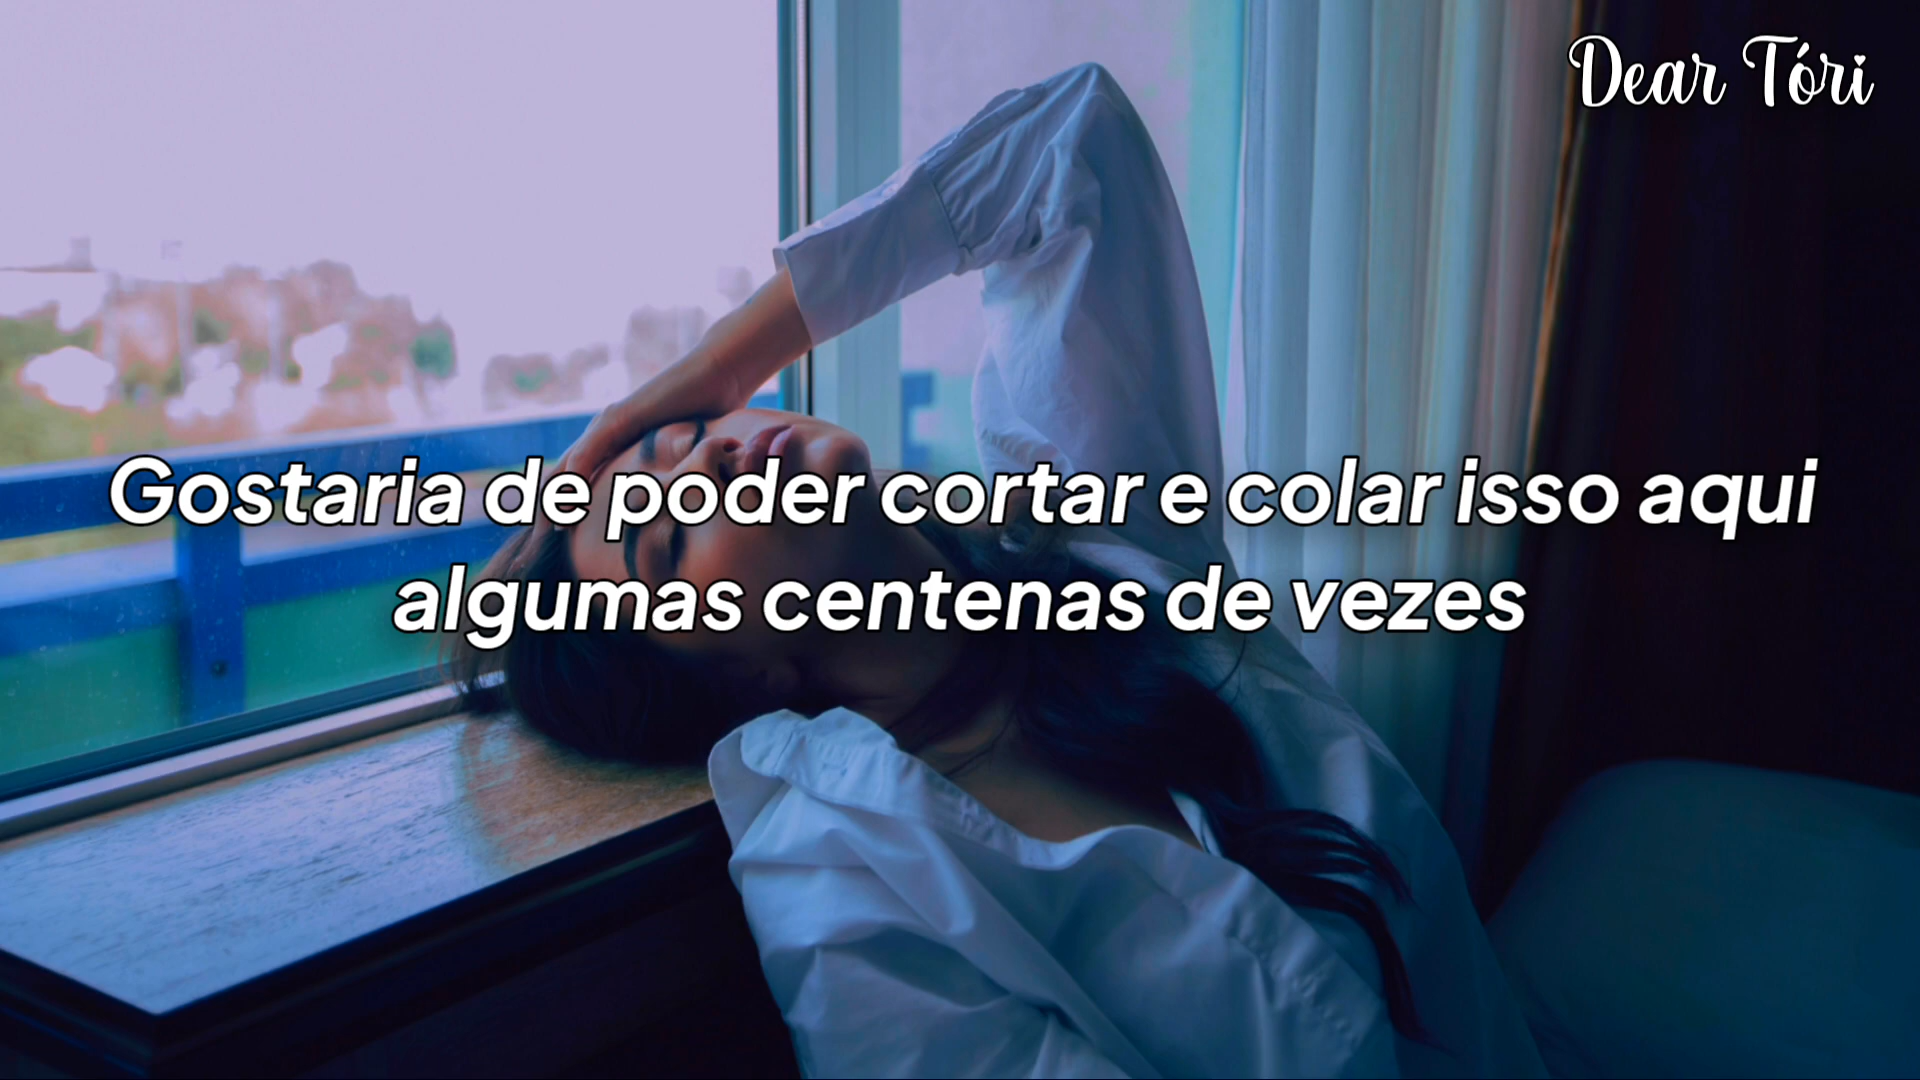 Dear Tóri
Gostaria de poder cortar e colar isso aqui
algumas centenas de vezes